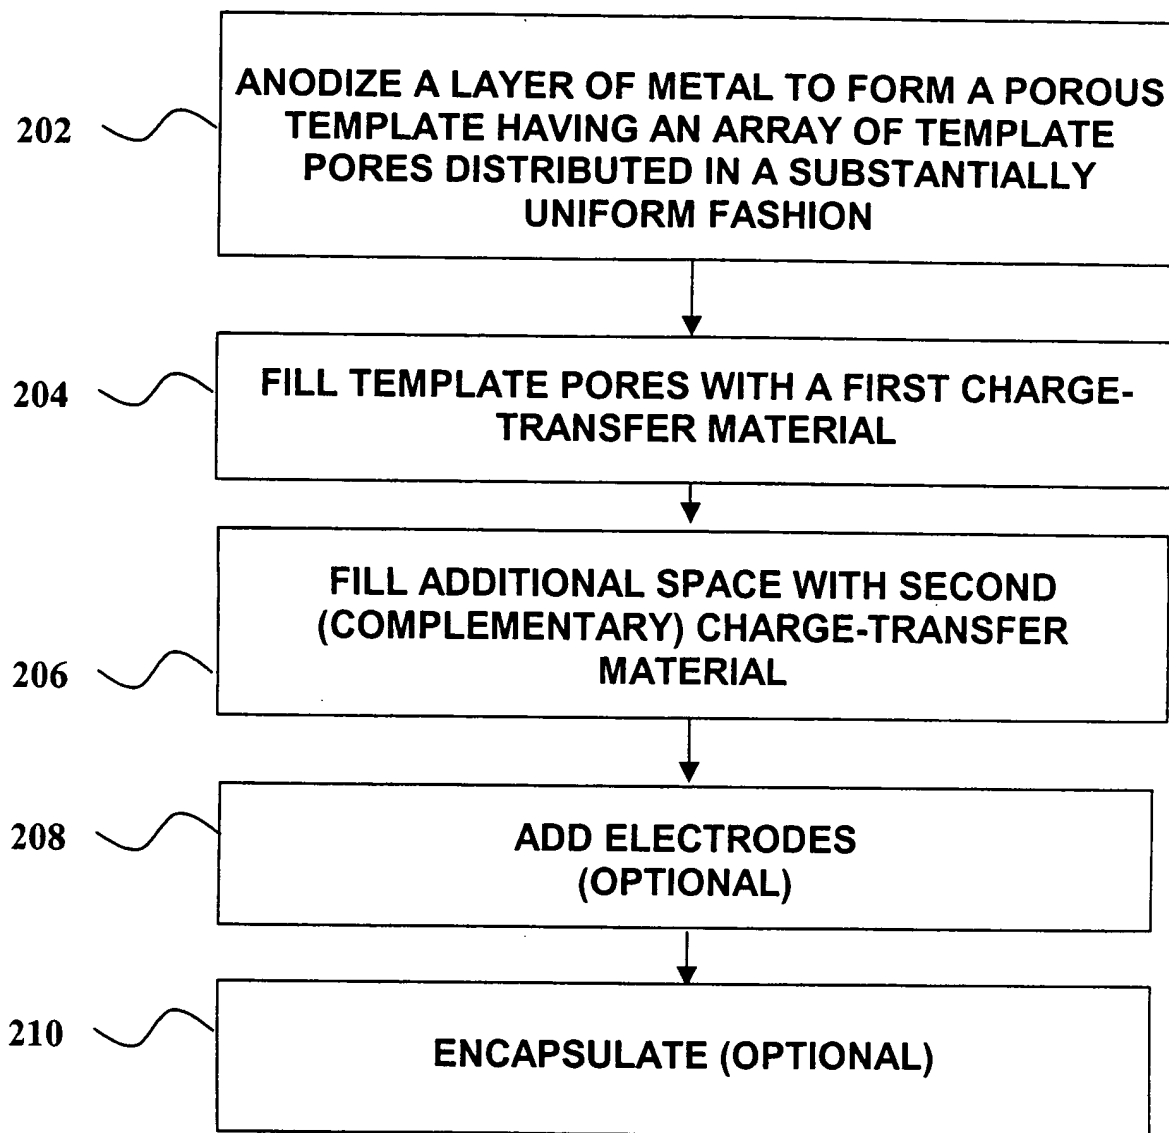 202
ANODIZE A LAYER OF METAL TO FORM A POROUS
TEMPLATE HAVING AN ARRAY OF TEMPLATE
PORES DISTRIBUTED IN A SUBSTANTIALLY
UNIFORM FASHION
204
FILL TEMPLATE PORES WITH A FIRST CHARGE-
TRANSFER MATERIAL
206
FILL ADDITIONAL SPACE WITH SECOND
(COMPLEMENTARY) CHARGE-TRANSFER
MATERIAL
208
ADD ELECTRODES
(OPTIONAL)
210
ENCAPSULATE (OPTIONAL)